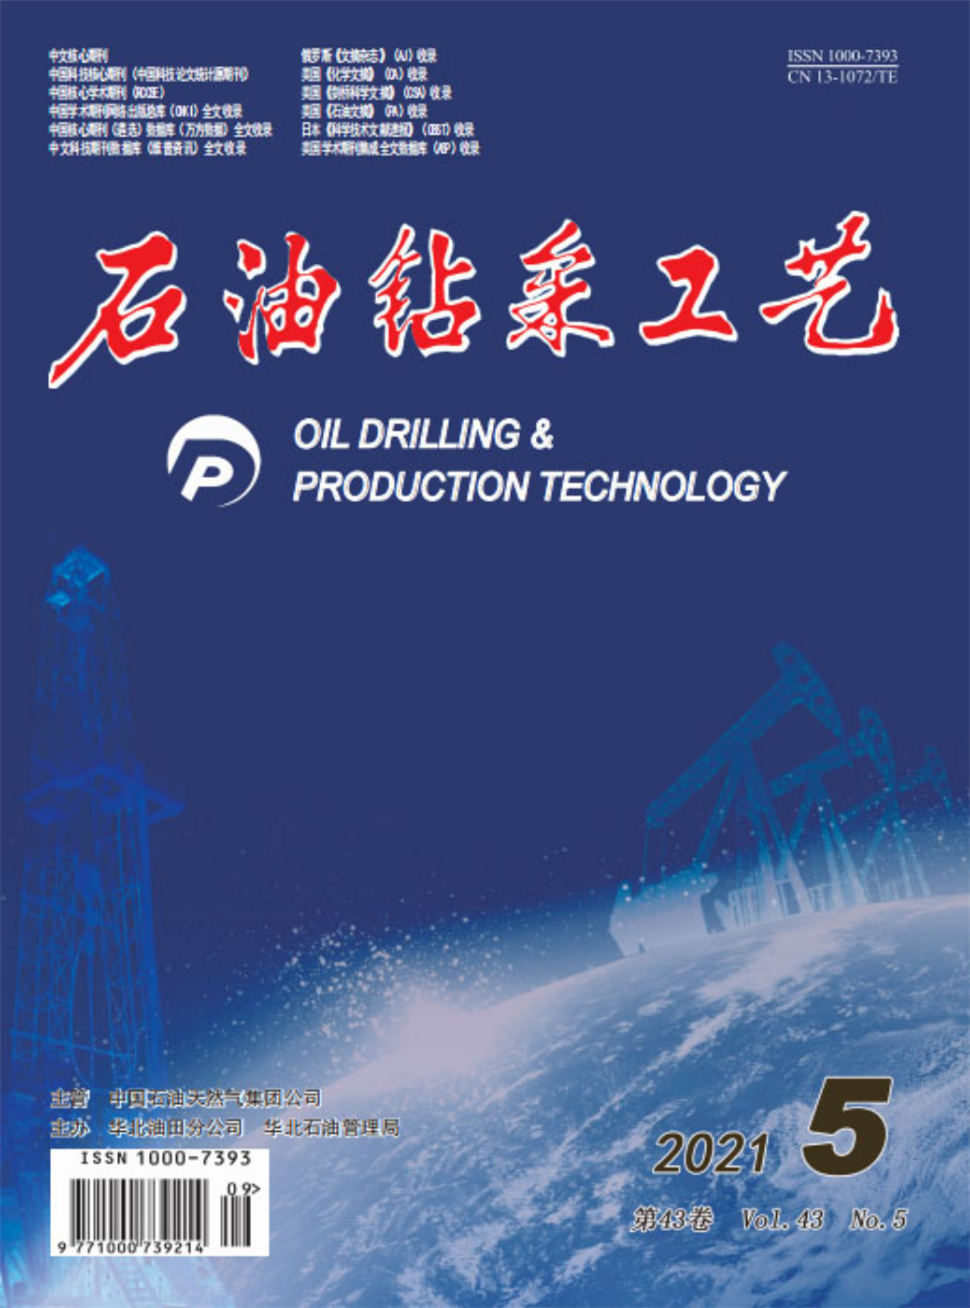 中文核心期刊
中国科技核心期刊（中国科技论文统计源期刊）
中国核心学术期刊（RCCSE）
中国学术期刊网络出版总库（CNKI）全文收录
中国核心期刊（遴选）数据库（万方数据）全文收录
中文科技期刊数据库（维普资讯）全文收录
俄罗斯《文摘杂志》（AJ）收录
美国《化学文摘》（CA）收录
美国《剑桥科学文摘》（CSA）收录
美国《石油文摘》（PA）收录
日本《科学技术文献速报》（CBST）收录
美国学术期刊集成全文数据库（ASP）收录
ISSN 1000-7393
CN 13-1072/TE
石油钻采工艺
P
OIL DRILLING &
PRODUCTION TECHNOLOGY
主管 中国石油天然气集团公司
主办 华北油田分公司 华北石油管理局
ISSN 1000-7393
09>
9 771000 739214
2021 5
第43卷 Vol.43 No.5